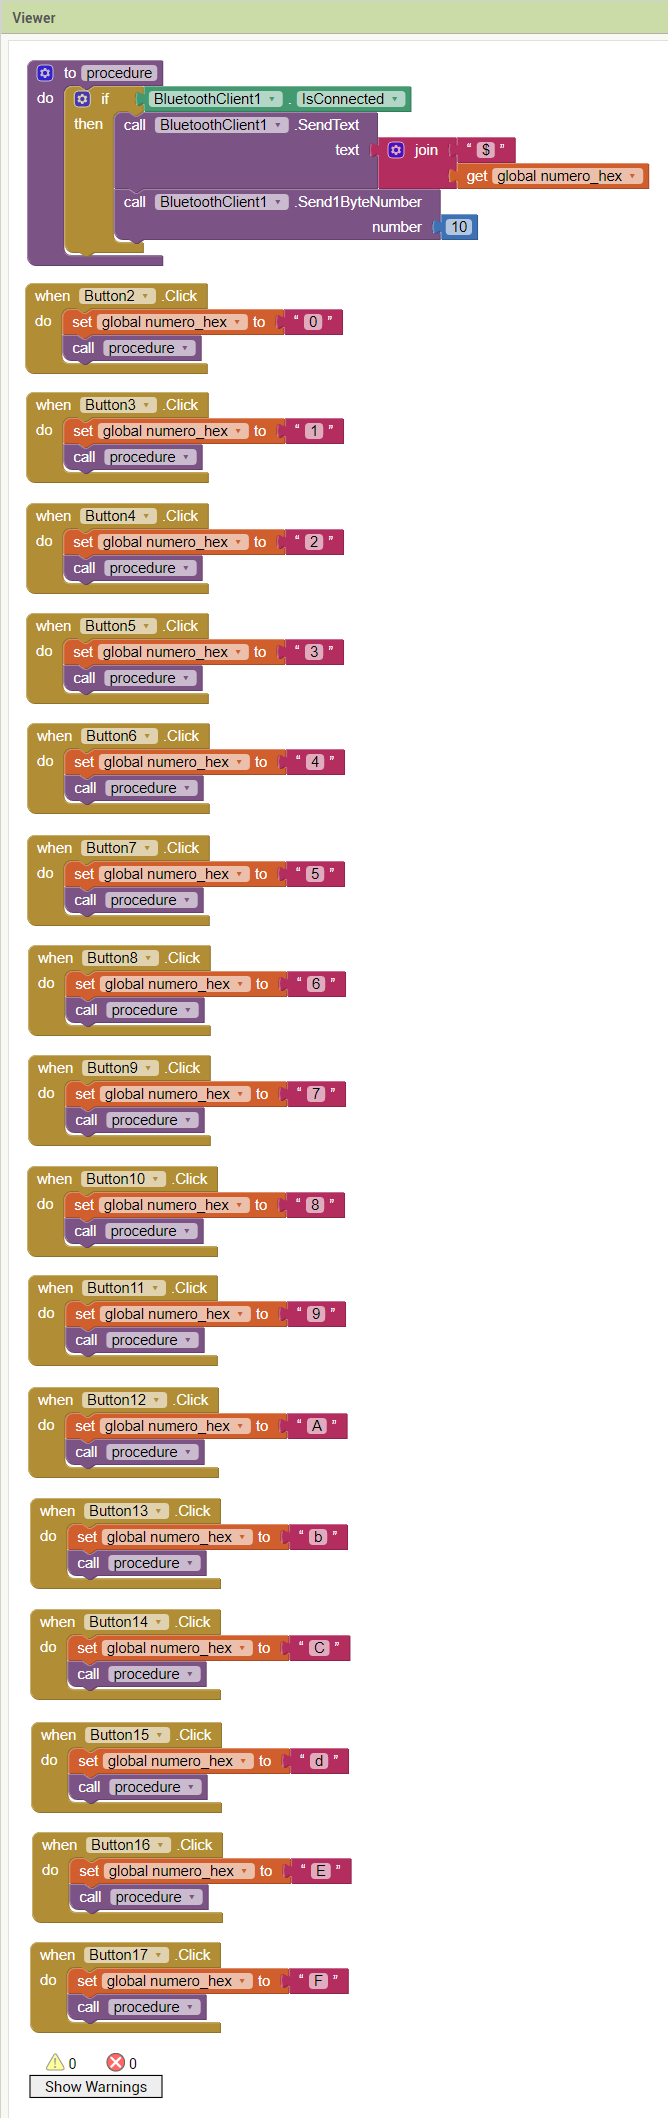 Viewer
to procedure
do if BluetoothClient1 . IsConnected
then call BluetoothClient1 .SendText
text join “ $ ”
get global numero_hex
call BluetoothClient1 .Send1ByteNumber
number 10
when Button2 .Click
do set global numero_hex to “ 0 ”
call procedure
when Button3 .Click
do set global numero_hex to “ 1 ”
call procedure
when Button4 .Click
do set global numero_hex to “ 2 ”
call procedure
when Button5 .Click
do set global numero_hex to “ 3 ”
call procedure
when Button6 .Click
do set global numero_hex to “ 4 ”
call procedure
when Button7 .Click
do set global numero_hex to “ 5 ”
call procedure
when Button8 .Click
do set global numero_hex to “ 6 ”
call procedure
when Button9 .Click
do set global numero_hex to “ 7 ”
call procedure
when Button10 .Click
do set global numero_hex to “ 8 ”
call procedure
when Button11 .Click
do set global numero_hex to “ 9 ”
call procedure
when Button12 .Click
do set global numero_hex to “ A ”
call procedure
when Button13 .Click
do set global numero_hex to “ b ”
call procedure
when Button14 .Click
do set global numero_hex to “ C ”
call procedure
when Button15 .Click
do set global numero_hex to “ d ”
call procedure
when Button16 .Click
do set global numero_hex to “ E ”
call procedure
when Button17 .Click
do set global numero_hex to “ F ”
call procedure
0 0
Show Warnings